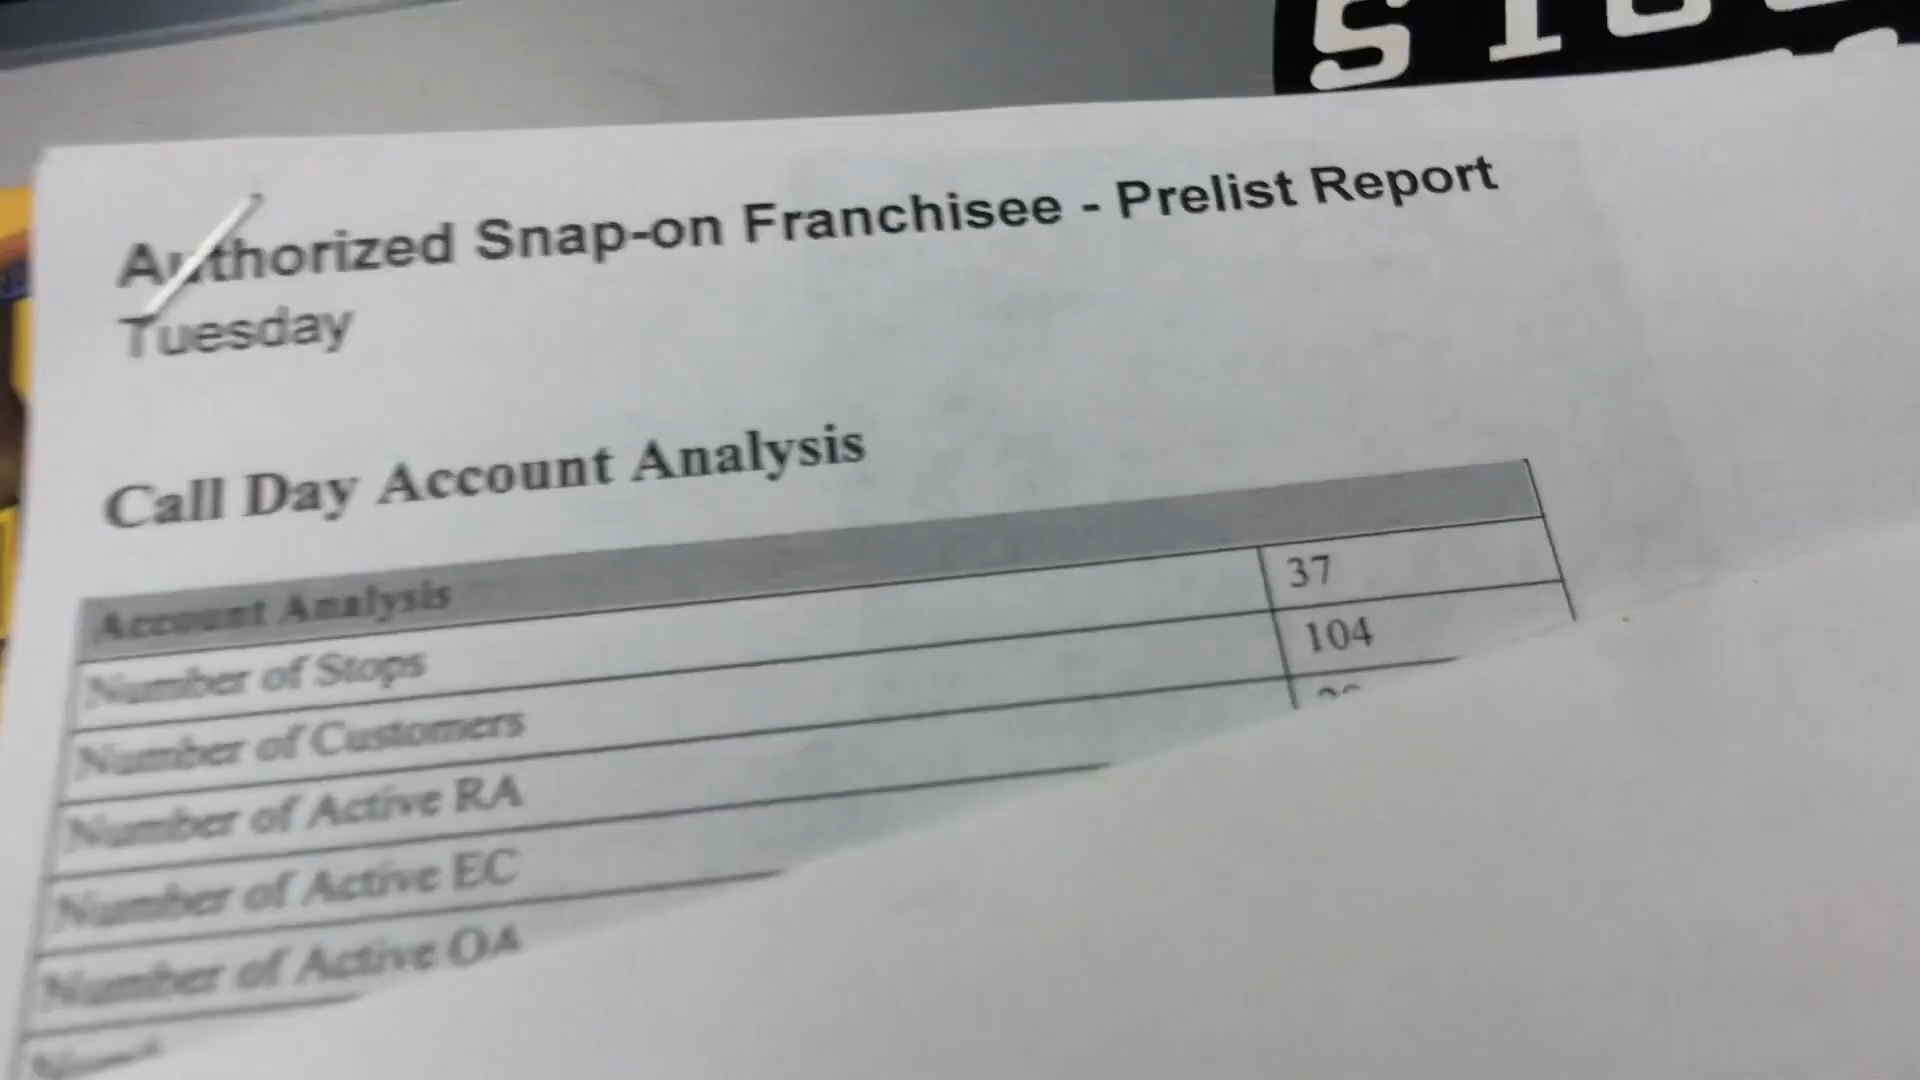 Authorized Snap-on Franchisee - Prelist Report
Tuesday
Call Day Account Analysis
Account Analysis
Number of Stops 37
Number of Customers 104
Number of Active RA
Number of Active EC
Number of Active OA